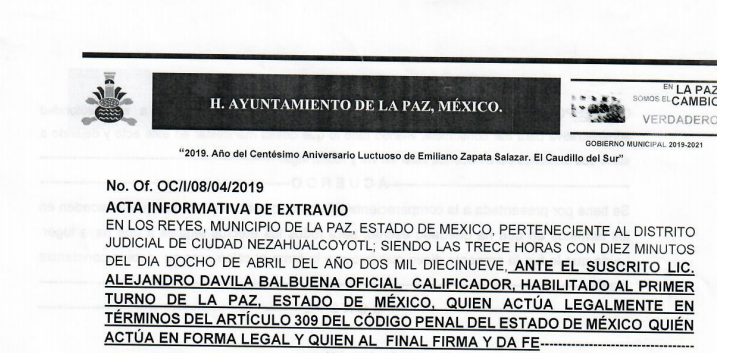 EN LA PAZ
SOMOS EL CAMBIO
VERDADERO
H. AYUNTAMIENTO DE LA PAZ, MÉXICO.
GOBIERNO MUNICIPAL 2019-2021
“2019. Año del Centésimo Aniversario Luctuoso de Emiliano Zapata Salazar. El Caudillo del Sur”
No. Of. OC/I/08/04/2019
ACTA INFORMATIVA DE EXTRAVIO
EN LOS REYES, MUNICIPIO DE LA PAZ, ESTADO DE MEXICO, PERTENECIENTE AL DISTRITO
JUDICIAL DE CIUDAD NEZAHUALCOYOTL; SIENDO LAS TRECE HORAS CON DIEZ MINUTOS
DEL DIA DOCHO DE ABRIL DEL AÑO DOS MIL DIECINUEVE, ANTE EL SUSCRITO LIC.
ALEJANDRO DAVILA BALBUENA OFICIAL CALIFICADOR, HABILITADO AL PRIMER
TURNO DE LA PAZ, ESTADO DE MÉXICO, QUIEN ACTÚA LEGALMENTE EN
TÉRMINOS DEL ARTÍCULO 309 DEL CÓDIGO PENAL DEL ESTADO DE MÉXICO QUIÉN
ACTÚA EN FORMA LEGAL Y QUIEN AL FINAL FIRMA Y DA FE-----------------------------------